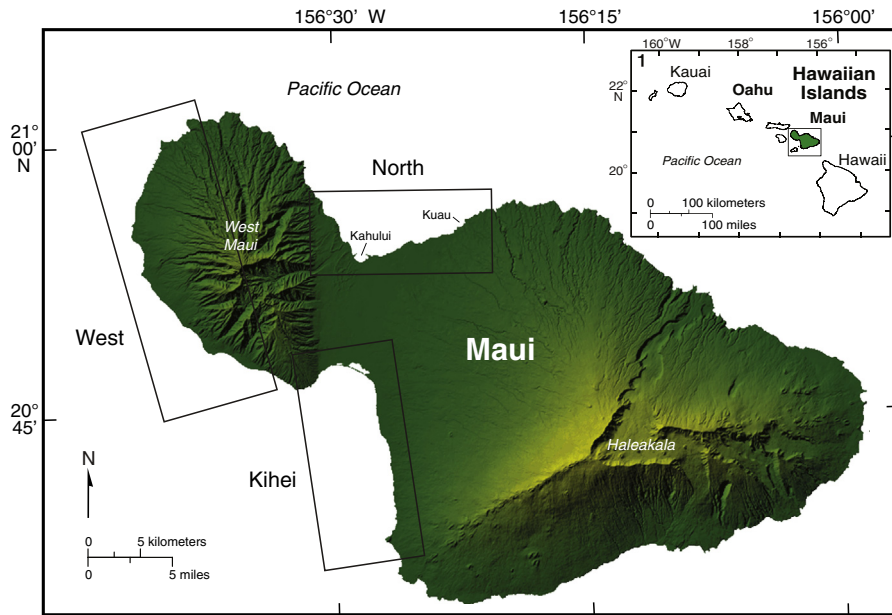 156°30' W
156°15'
156°00'
21°
00'
N
20°
45'
Pacific Ocean
North
Kuau
Kahului
West
Maui
West
Maui
Haleakala
Kihei
N
0 5 kilometers
0 5 miles
1
160°W 158° 156°
22°
N
20°
Kauai
Oahu
Hawaiian
Islands
Maui
Hawaii
Pacific Ocean
0 100 kilometers
0 100 miles